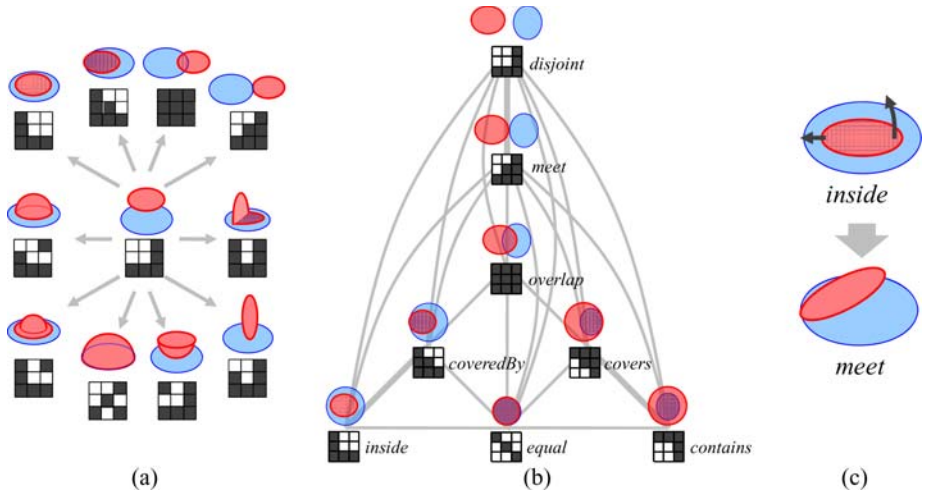 disjoint
meet
overlap
coveredBy
covers
inside
equal
contains
inside
meet
(a)
(b)
(c)